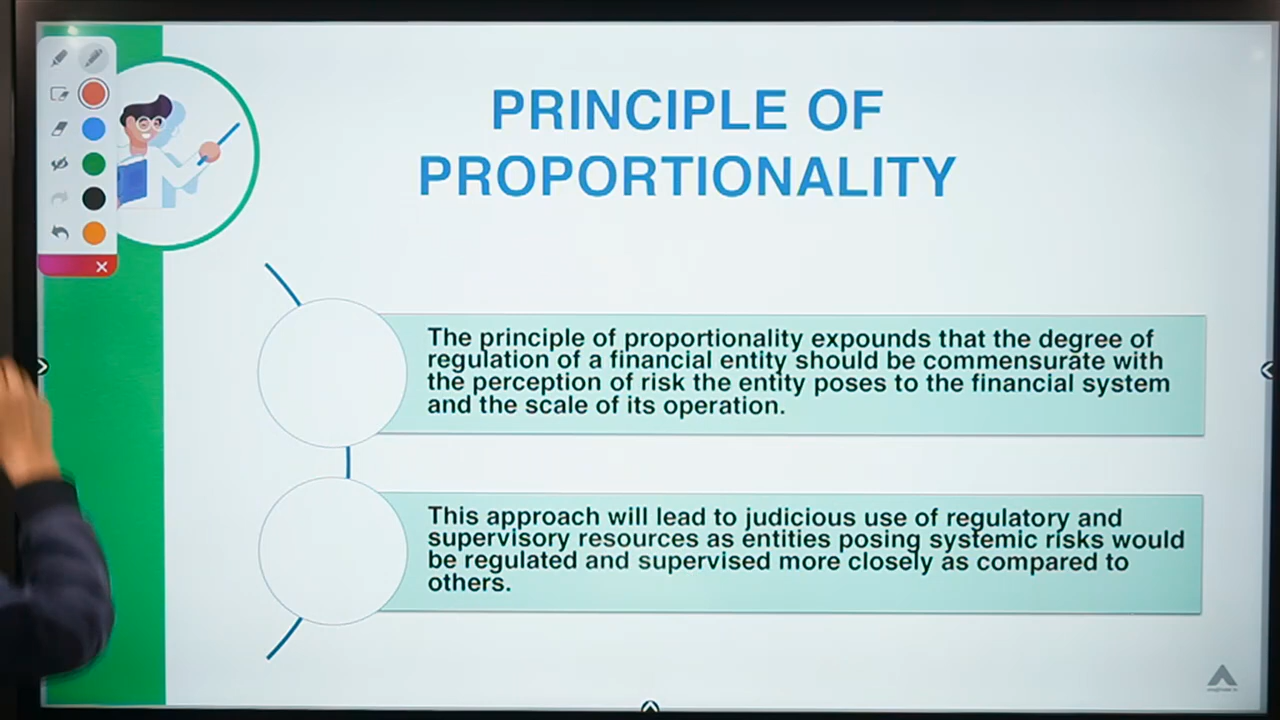 PRINCIPLE OF
PROPORTIONALITY
The principle of proportionality expounds that the degree of
regulation of a financial entity should be commensurate with
the perception of risk the entity poses to the financial system
and the scale of its operation.
This approach will lead to judicious use of regulatory and
supervisory resources as entities posing systemic risks would
be regulated and supervised more closely as compared to
others.